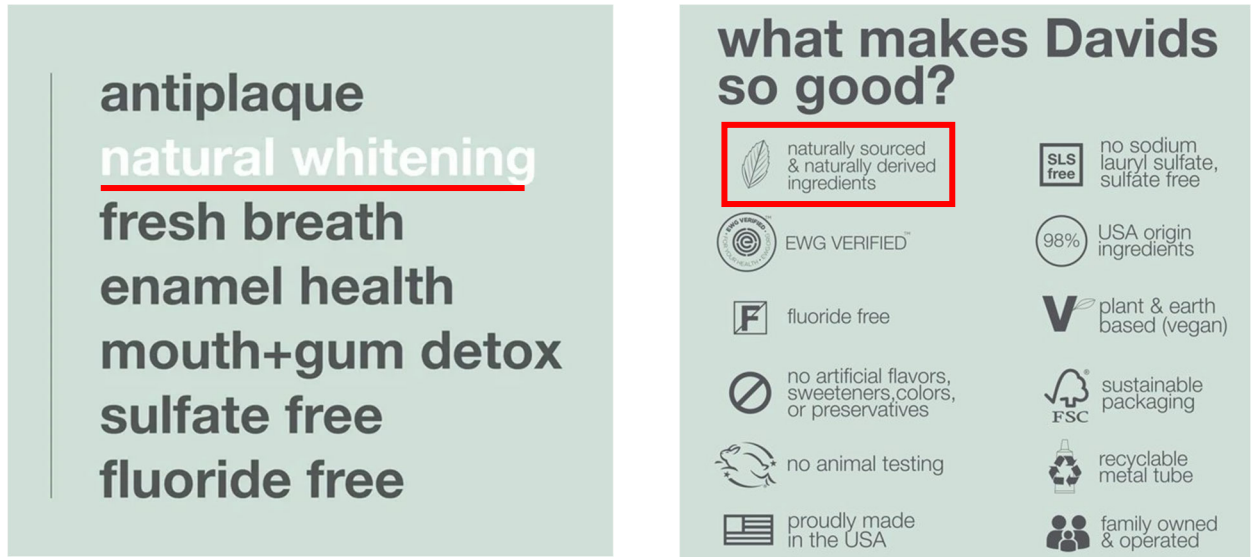 antiplaque
natural whitening
fresh breath
enamel health
mouth+gum detox
sulfate free
fluoride free
what makes Davids
so good?
naturally sourced
& naturally derived
ingredients
SLS
free
no sodium
lauryl sulfate,
sulfate free
EWG VERIFIED
EWG VERIFIED™
98%
USA origin
ingredients
F
fluoride free
V
plant & earth
based (vegan)
no artificial flavors,
sweeteners,colors,
or preservatives
FSC
®
sustainable
packaging
no animal testing
recyclable
metal tube
proudly made
in the USA
family owned
& operated